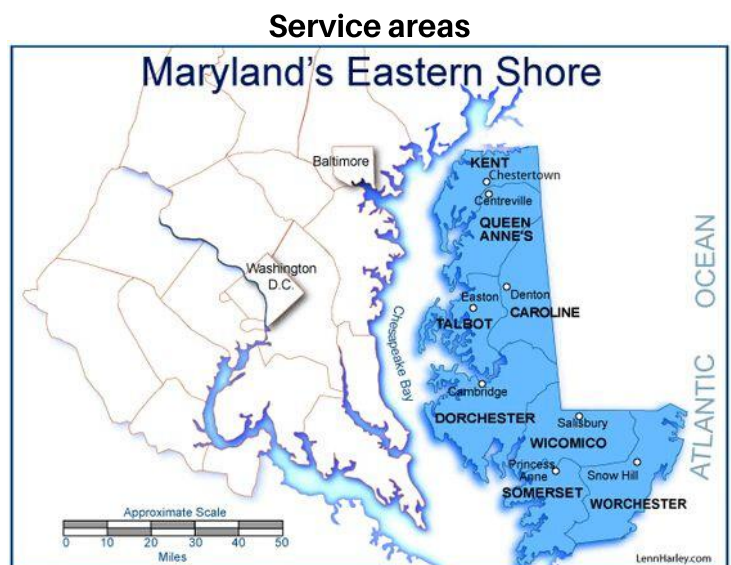 Service areas
Maryland's Eastern Shore
Baltimore
KENT
Chestertown
Centreville
QUEEN
ANNE'S
Washington
D.C.
Easton
Denton
CAROLINE
TALBOT
Chesapeake Bay
ATLANTIC OCEAN
Cambridge
DORCHESTER
Salisbury
WICOMICO
Princess
Anne
Snow Hill
SOMERSET
WORCHESTER
Approximate Scale
0 10 20 30 40 50
Miles
LennHarley.com